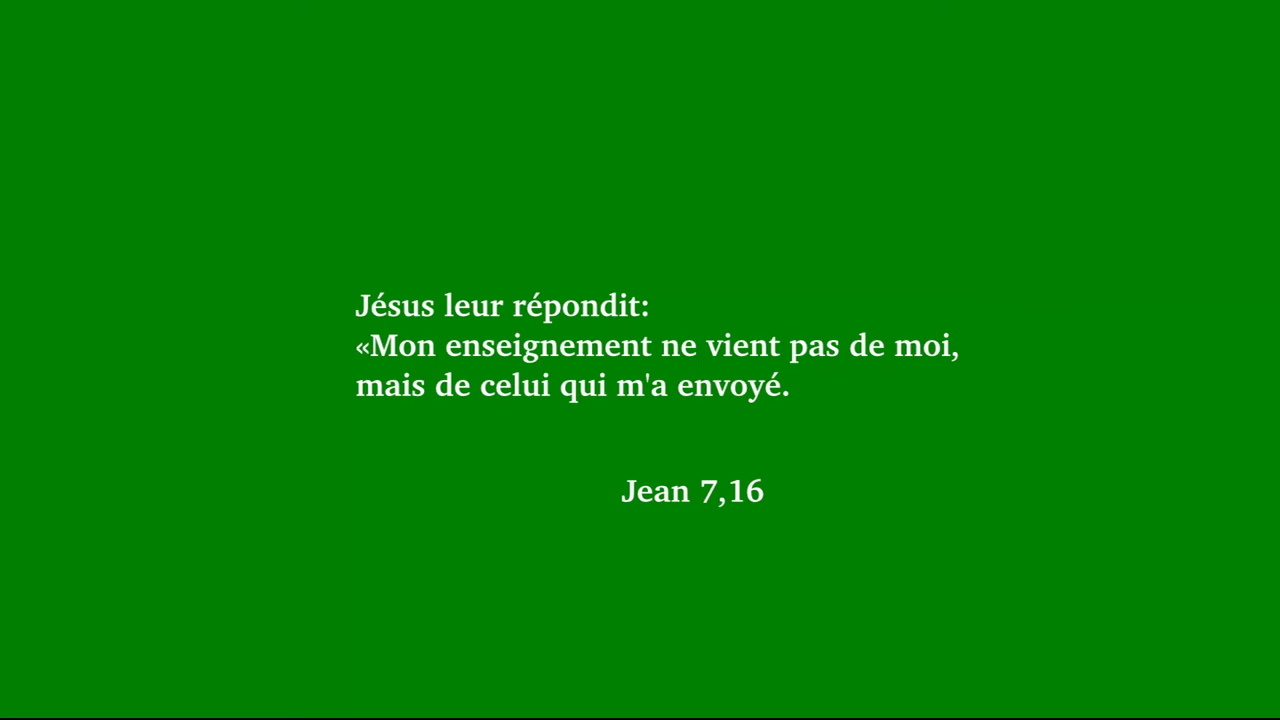 Jésus leur répondit:
«Mon enseignement ne vient pas de moi,
mais de celui qui m'a envoyé.
Jean 7,16